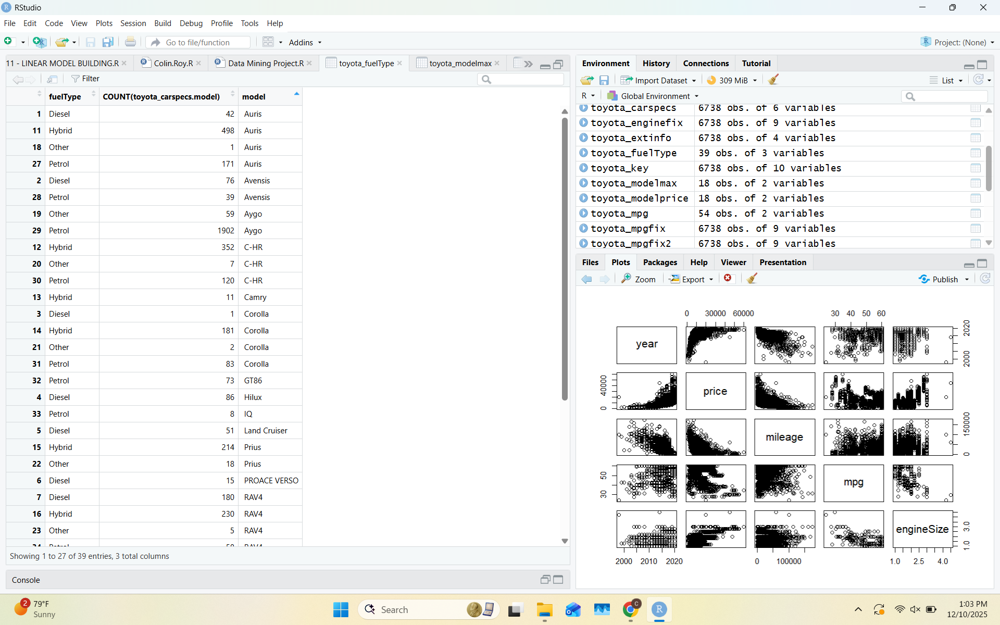 RStudio
File Edit Code View Plots Session Build Debug Profile Tools Help
Go to file/function Addins Project: (None)
11 - LINEAR MODEL BUILDING.R Colin.Roy.R Data Mining Project.R toyota_fuelType toyota_modelmax
Filter
fuelType COUNT(toyota_carspecs.model) model
1 Diesel 42 Auris
11 Hybrid 498 Auris
18 Other 1 Auris
27 Petrol 171 Auris
2 Diesel 76 Avensis
28 Petrol 39 Avensis
19 Other 59 Aygo
29 Petrol 1902 Aygo
12 Hybrid 352 C-HR
20 Other 7 C-HR
30 Petrol 120 C-HR
13 Hybrid 11 Camry
3 Diesel 1 Corolla
14 Hybrid 181 Corolla
21 Other 2 Corolla
31 Petrol 83 Corolla
32 Petrol 73 GT86
4 Diesel 86 Hilux
33 Petrol 8 IQ
5 Diesel 51 Land Cruiser
15 Hybrid 214 Prius
22 Other 18 Prius
6 Diesel 15 PROACE VERSO
7 Diesel 180 RAV4
16 Hybrid 230 RAV4
23 Other 5 RAV4
Showing 1 to 27 of 39 entries, 3 total columns
Console
Environment History Connections Tutorial
Import Dataset 309 MiB List
R Global Environment
toyota_carspecs 6738 obs. of 6 variables
toyota_enginefix 6738 obs. of 9 variables
toyota_extinfo 6738 obs. of 4 variables
toyota_fuelType 39 obs. of 3 variables
toyota_key 6738 obs. of 10 variables
toyota_modelmax 18 obs. of 2 variables
toyota_modelprice 18 obs. of 2 variables
toyota_mpg 54 obs. of 2 variables
toyota_mpgfix 6738 obs. of 9 variables
toyota_mpgfix2 6738 obs. of 9 variables
Files Plots Packages Help Viewer Presentation
Zoom Export Publish
0 30000 60000 30 40 50 60
year 2000 2020
0 40000 price
mileage 0 150000
30 50 mpg
engineSize 1.0 3.0
2000 2010 2020 0 100000 1.0 2.5 4.0
2 79°F
Sunny
Search
C
R
1:03 PM
12/10/2025